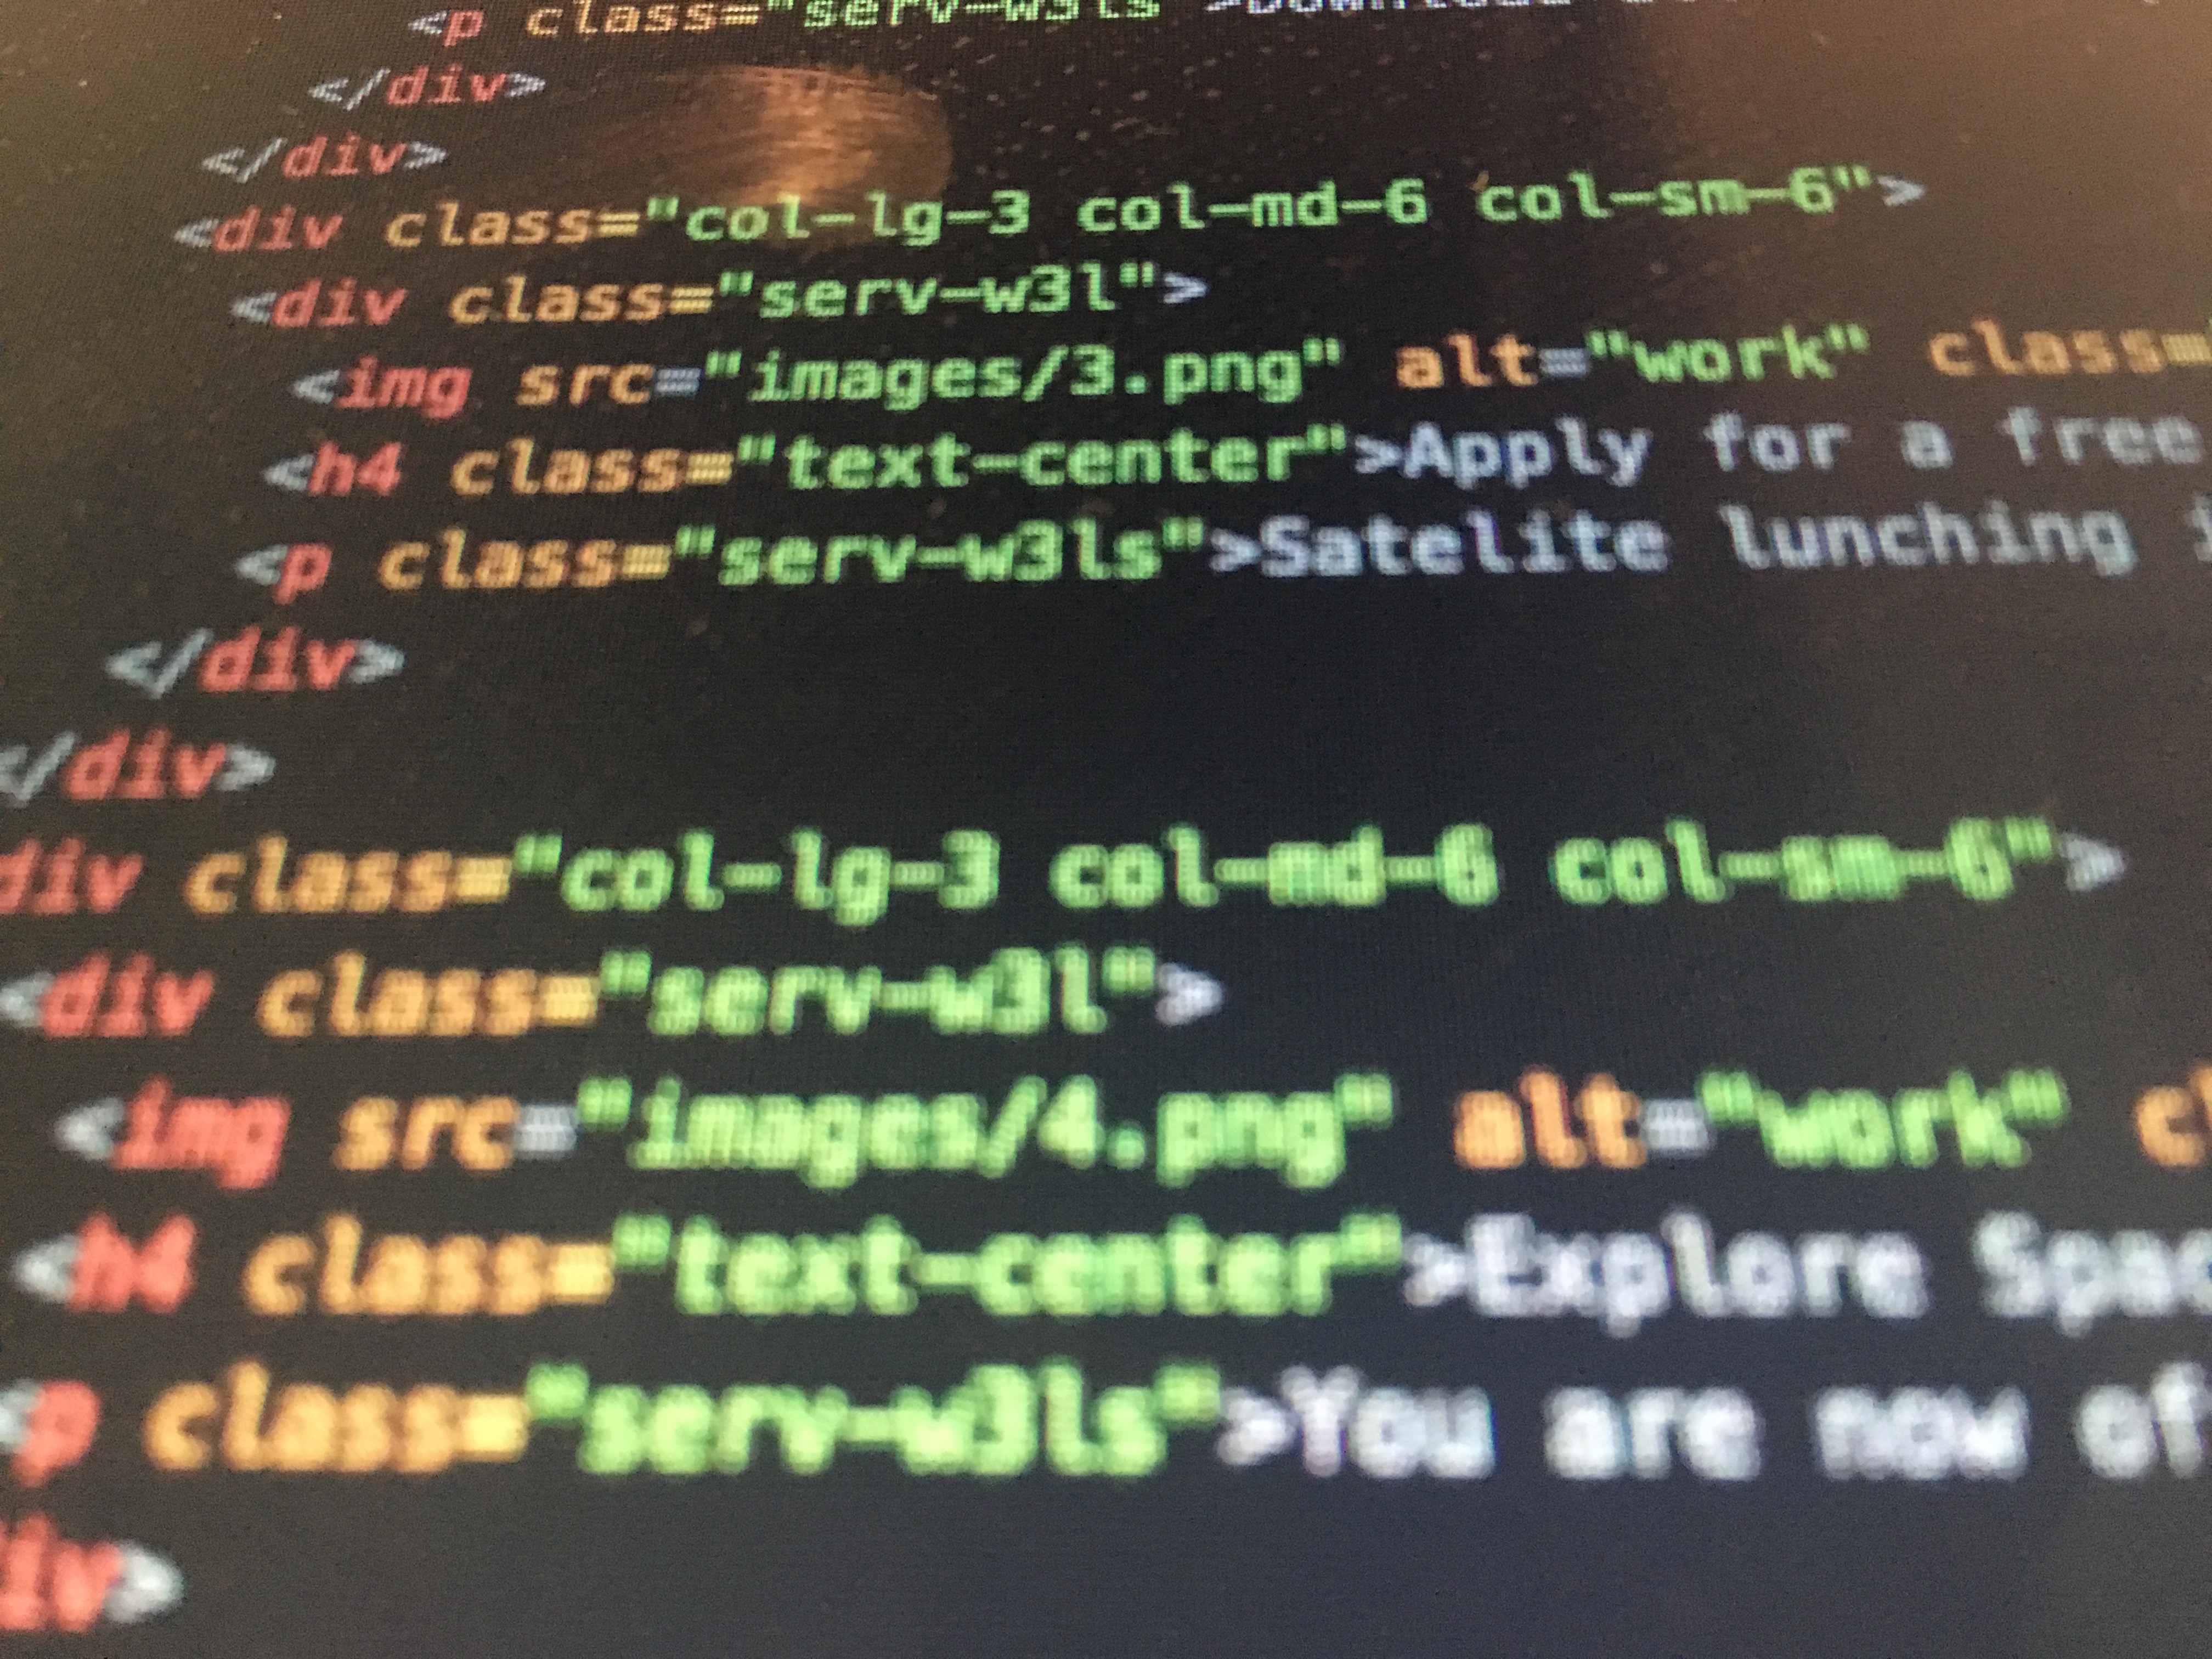 <p class="serv-w3ls">Download
</div>
</div>
<div class="col-lg-3 col-md-6 col-sm-6">
<div class="serv-w3l">
<img src="images/3.png" alt="work" class=
<h4 class="text-center">Apply for a free
<p class="serv-w3ls">Satelite lunching
</div>
</div>
div class="col-lg-3 col-md-6 col-sm-6">
<div class="serv-w3l">
<img src="images/4.png" alt="work" cl
<h4 class="text-center">Explore Spac
<p class="serv-w3ls">You are now of
iv>